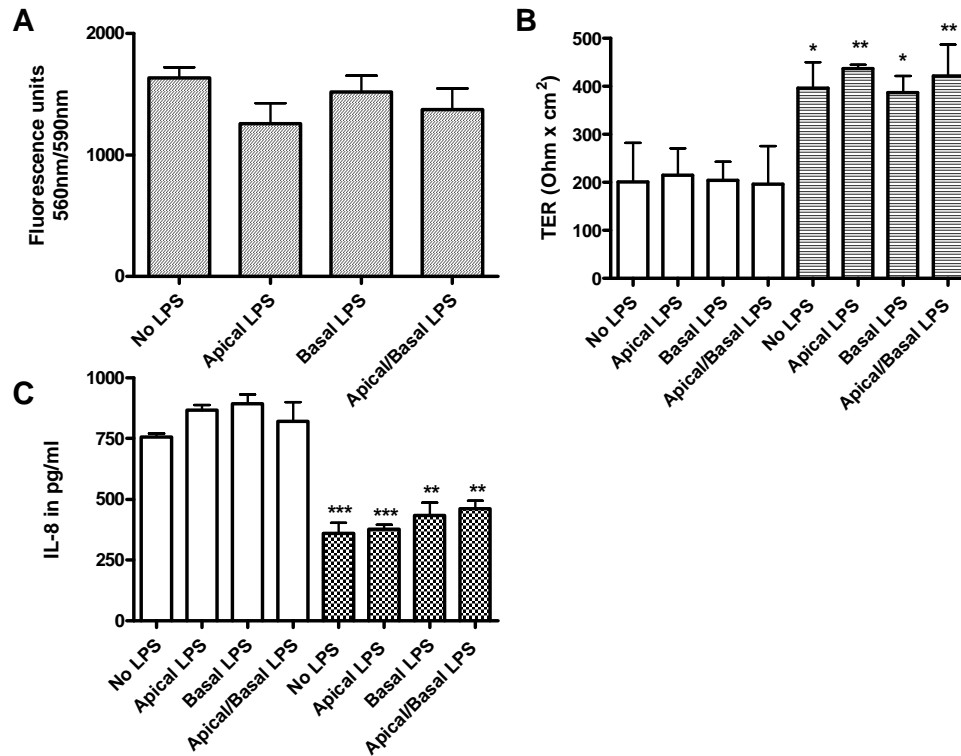 A
Fluorescence units
560nm/590nm
2000
1000
0
No LPS
Apical LPS
Basal LPS
Apical/Basal LPS
B
TER (Ohm x cm²)
500
400
300
200
100
0
*
**
*
**
No LPS
Apical LPS
Basal LPS
Apical/Basal LPS
No LPS
Apical LPS
Basal LPS
Apical/Basal LPS
C
IL-8 in pg/ml
1000
750
500
250
0
***
***
**
**
No LPS
Apical LPS
Basal LPS
Apical/Basal LPS
No LPS
Apical LPS
Basal LPS
Apical/Basal LPS